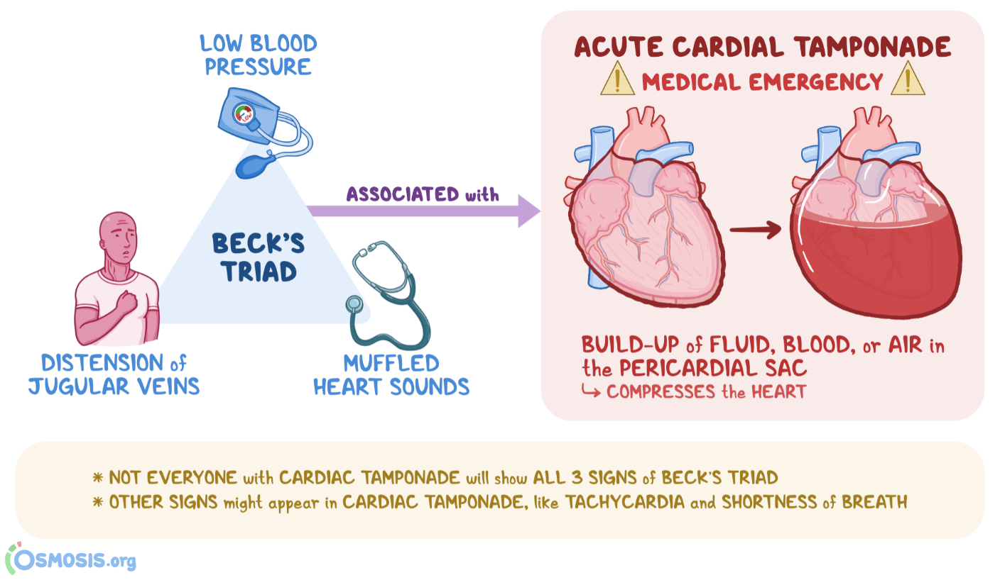 LOW BLOOD
PRESSURE
LOW
BECK'S
TRIAD
DISTENSION of
JUGULAR VEINS
MUFFLED
HEART SOUNDS
ASSOCIATED with
ACUTE CARDIAL TAMPONADE
! MEDICAL EMERGENCY !
BUILD-UP of FLUID, BLOOD, or AIR in
the PERICARDIAL SAC
↳ COMPRESSES the HEART
* NOT EVERYONE with CARDIAC TAMPONADE will show ALL 3 SIGNS of BECK'S TRIAD
* OTHER SIGNS might appear in CARDIAC TAMPONADE, like TACHYCARDIA and SHORTNESS of BREATH
OSMOSIS.org